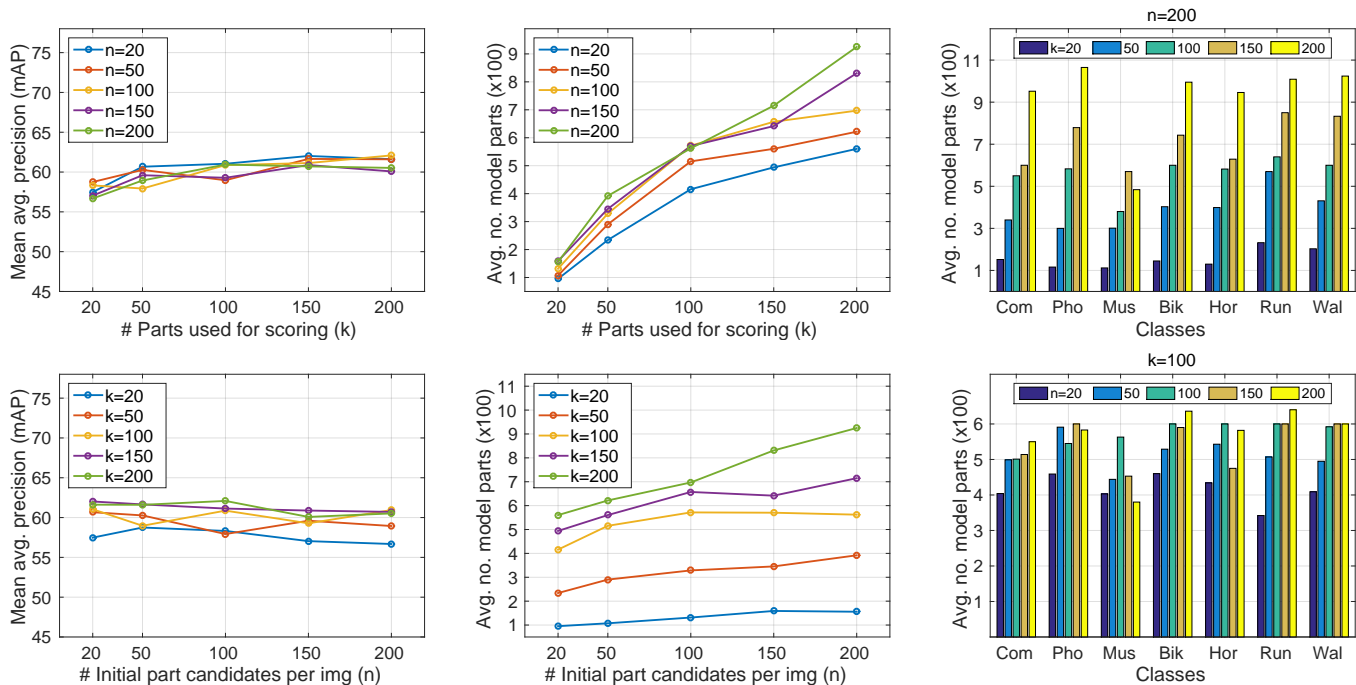 Mean avg. precision (mAP)
75
70
65
60
55
50
45
n=20
n=50
n=100
n=150
n=200
20 50 100 150 200
# Parts used for scoring (k)
Avg. no. model parts (x100)
9
8
7
6
5
4
3
2
1
n=20
n=50
n=100
n=150
n=200
20 50 100 150 200
# Parts used for scoring (k)
n=200
Avg. no. model parts (x100)
11
9
7
5
3
1
k=20 50 100 150 200
Com Pho Mus Bik Hor Run Wal
Classes
Mean avg. precision (mAP)
75
70
65
60
55
50
45
k=20
k=50
k=100
k=150
k=200
20 50 100 150 200
# Initial part candidates per img (n)
Avg. no. model parts (x100)
11
10
9
8
7
6
5
4
3
2
1
k=20
k=50
k=100
k=150
k=200
20 50 100 150 200
# Initial part candidates per img (n)
k=100
Avg. no. model parts (x100)
6
5
4
3
2
1
n=20 50 100 150 200
Com Pho Mus Bik Hor Run Wal
Classes